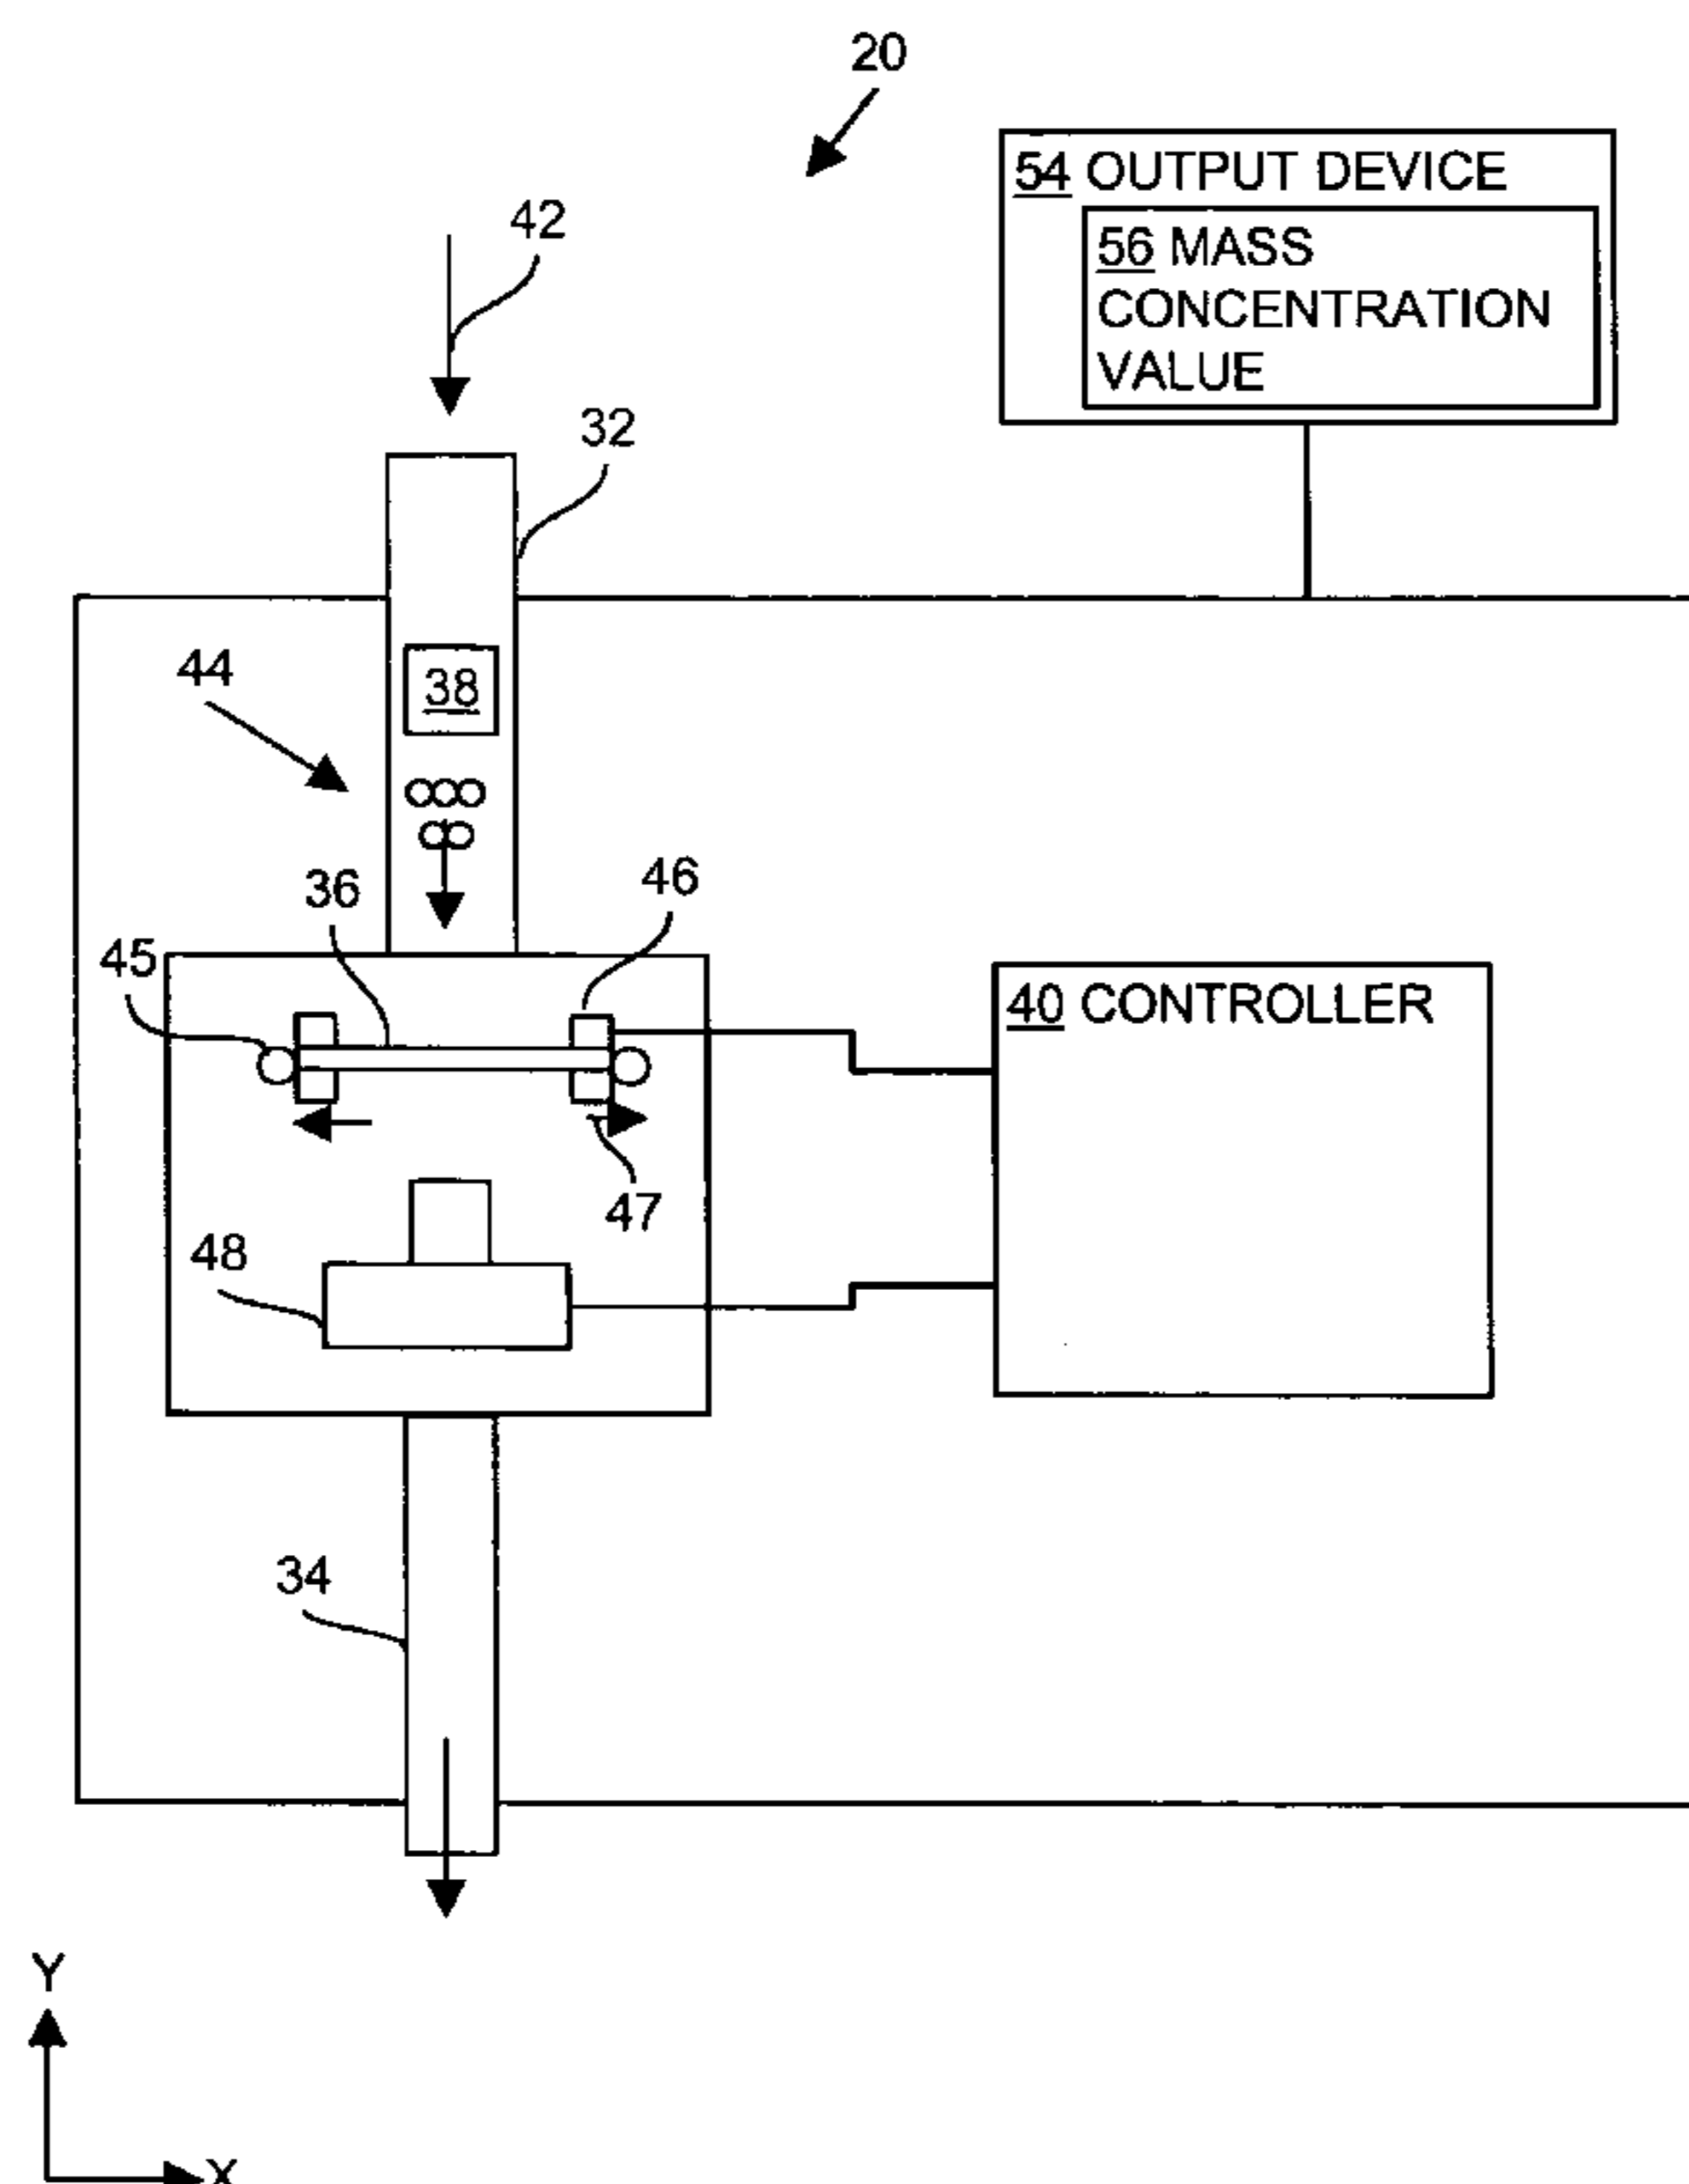 20
54 OUTPUT DEVICE
56 MASS
CONCENTRATION
VALUE
42
32
44
38
36
46
45
40 CONTROLLER
47
48
34
Y
X